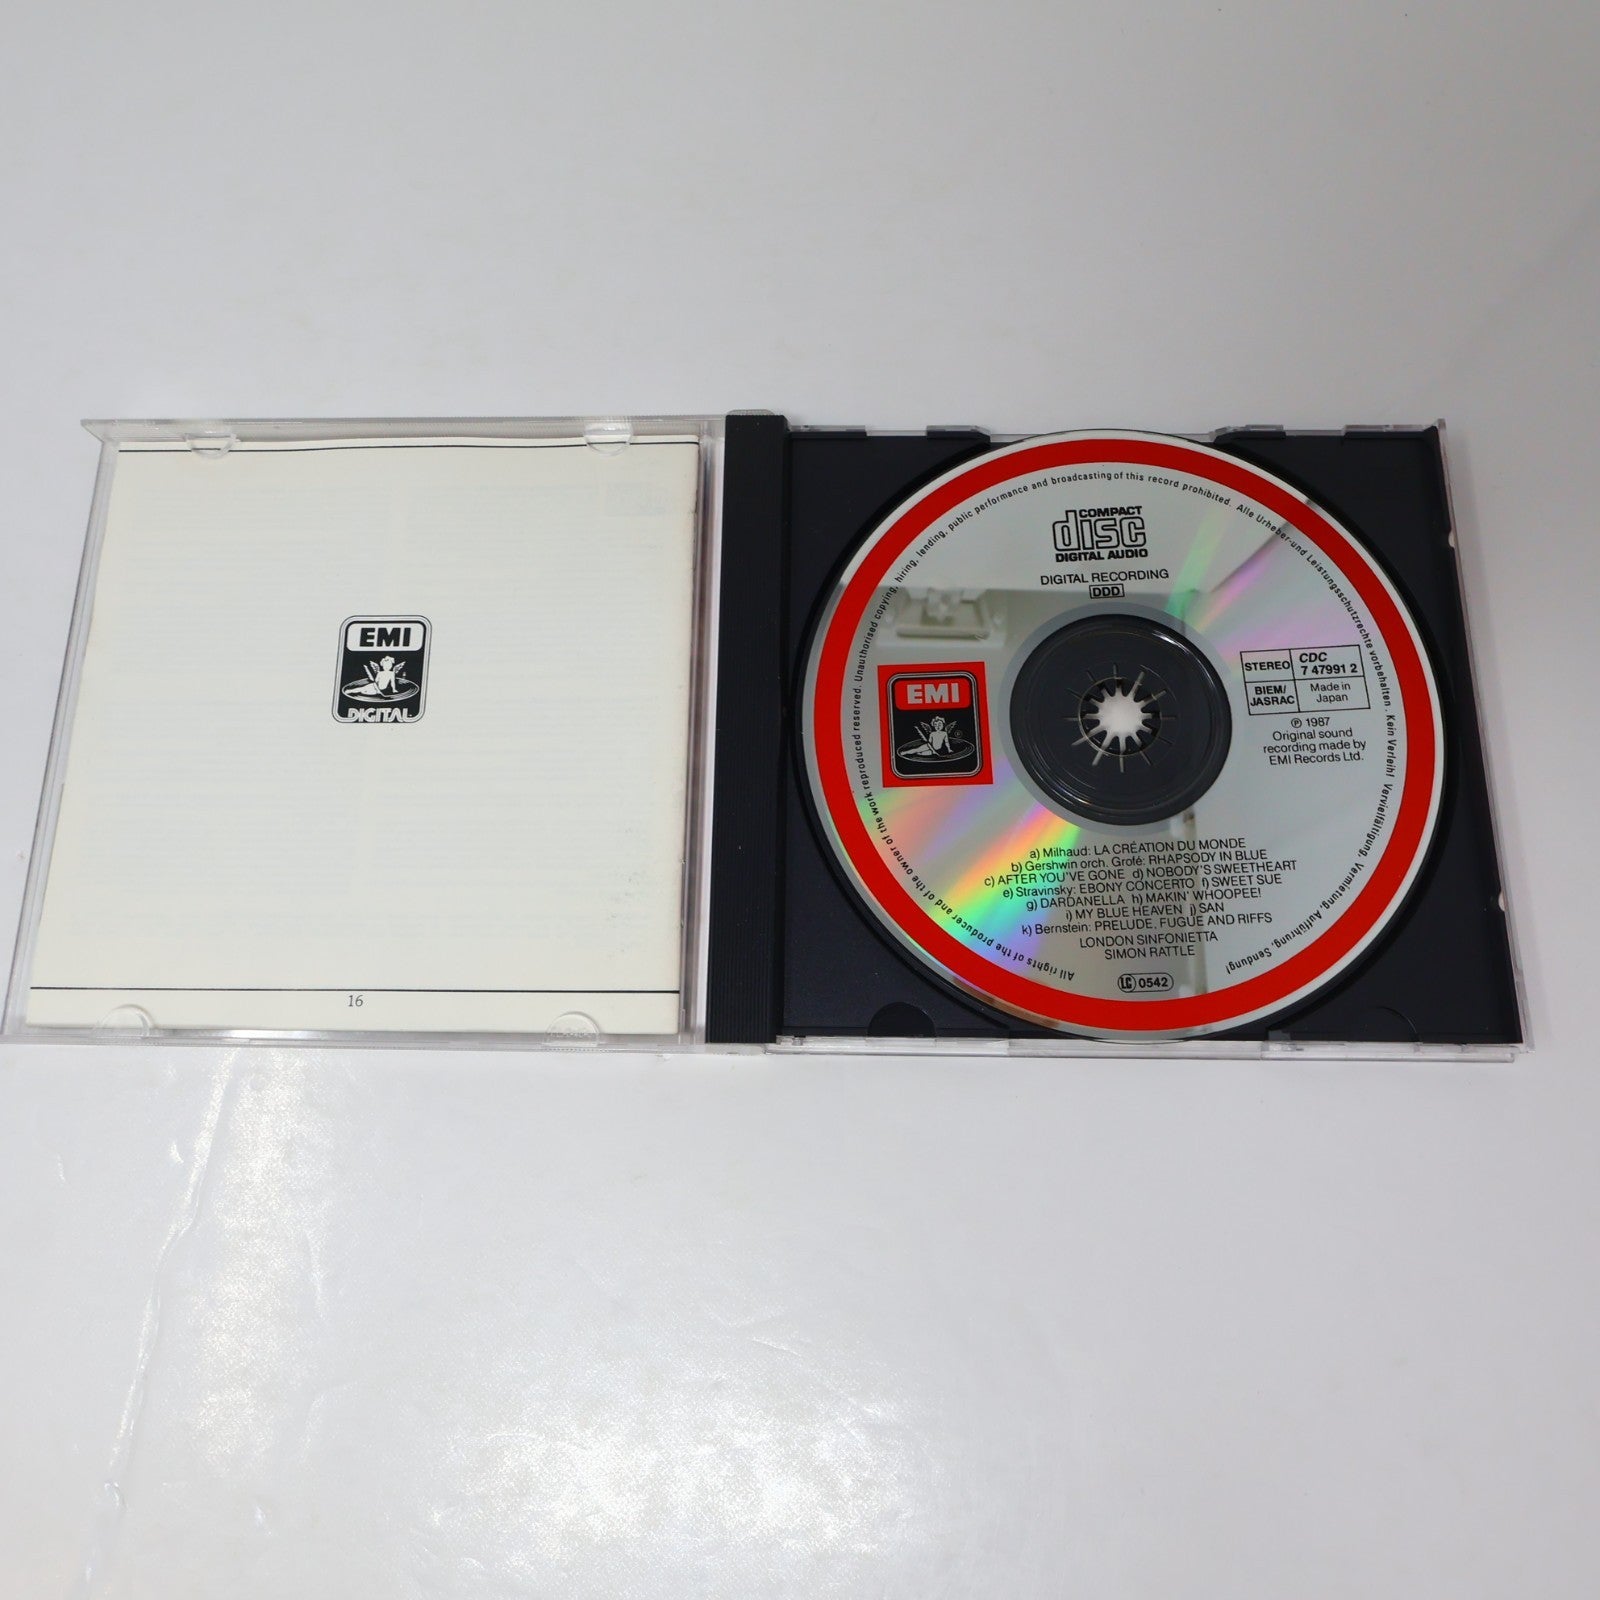 EMI
DIGITAL
16
All rights of the producer and of the owner of the work reproduced reserved. Unauthorised copying, hiring, lending, public performance and broadcasting of this record prohibited. Alle Urheber-und Leistungsschutzrechte vorbehalten. Kein Verleih! Vervielfältigung, Vermietung, Aufführung, Sendung!
COMPACT
disc
DIGITAL AUDIO
DIGITAL RECORDING
DDD
EMI
®
STEREO CDC
7 47991 2
BIEM/
JASRAC
Made in
Japan
℗ 1987
Original sound
recording made by
EMI Records Ltd.
a) Milhaud: LA CRÉATION DU MONDE
b) Gershwin orch. Grofé: RHAPSODY IN BLUE
c) AFTER YOU'VE GONE d) NOBODY'S SWEETHEART
e) Stravinsky: EBONY CONCERTO f) SWEET SUE
g) DARDANELLA h) MAKIN' WHOOPEE!
i) MY BLUE HEAVEN j) SAN
k) Bernstein: PRELUDE, FUGUE AND RIFFS
LONDON SINFONIETTA
SIMON RATTLE
LC 0542